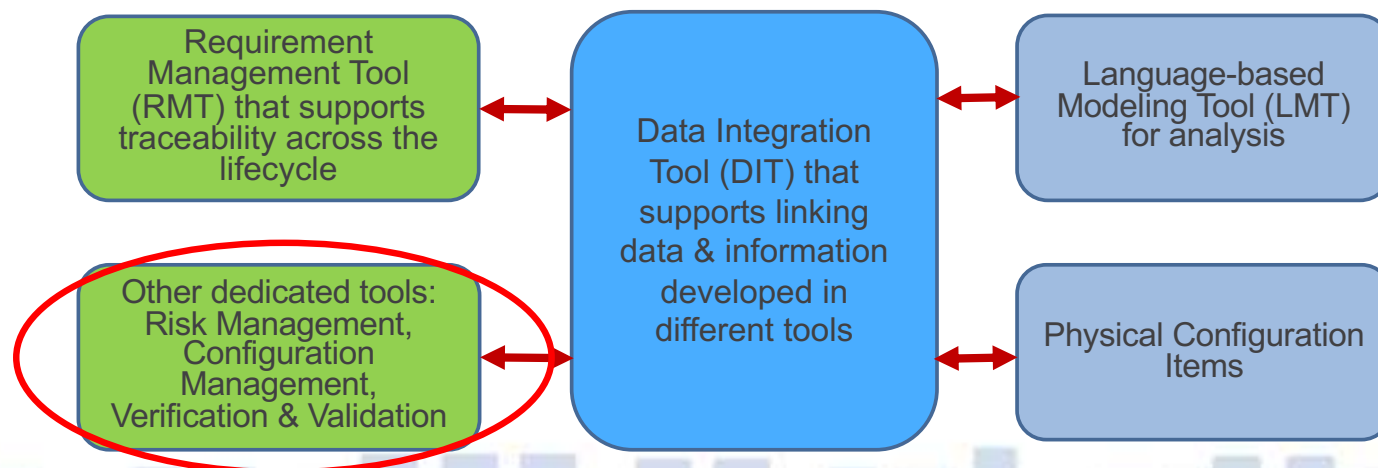 Requirement
Management Tool
(RMT) that supports
traceability across the
lifecycle
Other dedicated tools:
Risk Management,
Configuration
Management,
Verification & Validation
Data Integration
Tool (DIT) that
supports linking
data & information
developed in
different tools
Language-based
Modeling Tool (LMT)
for analysis
Physical Configuration
Items